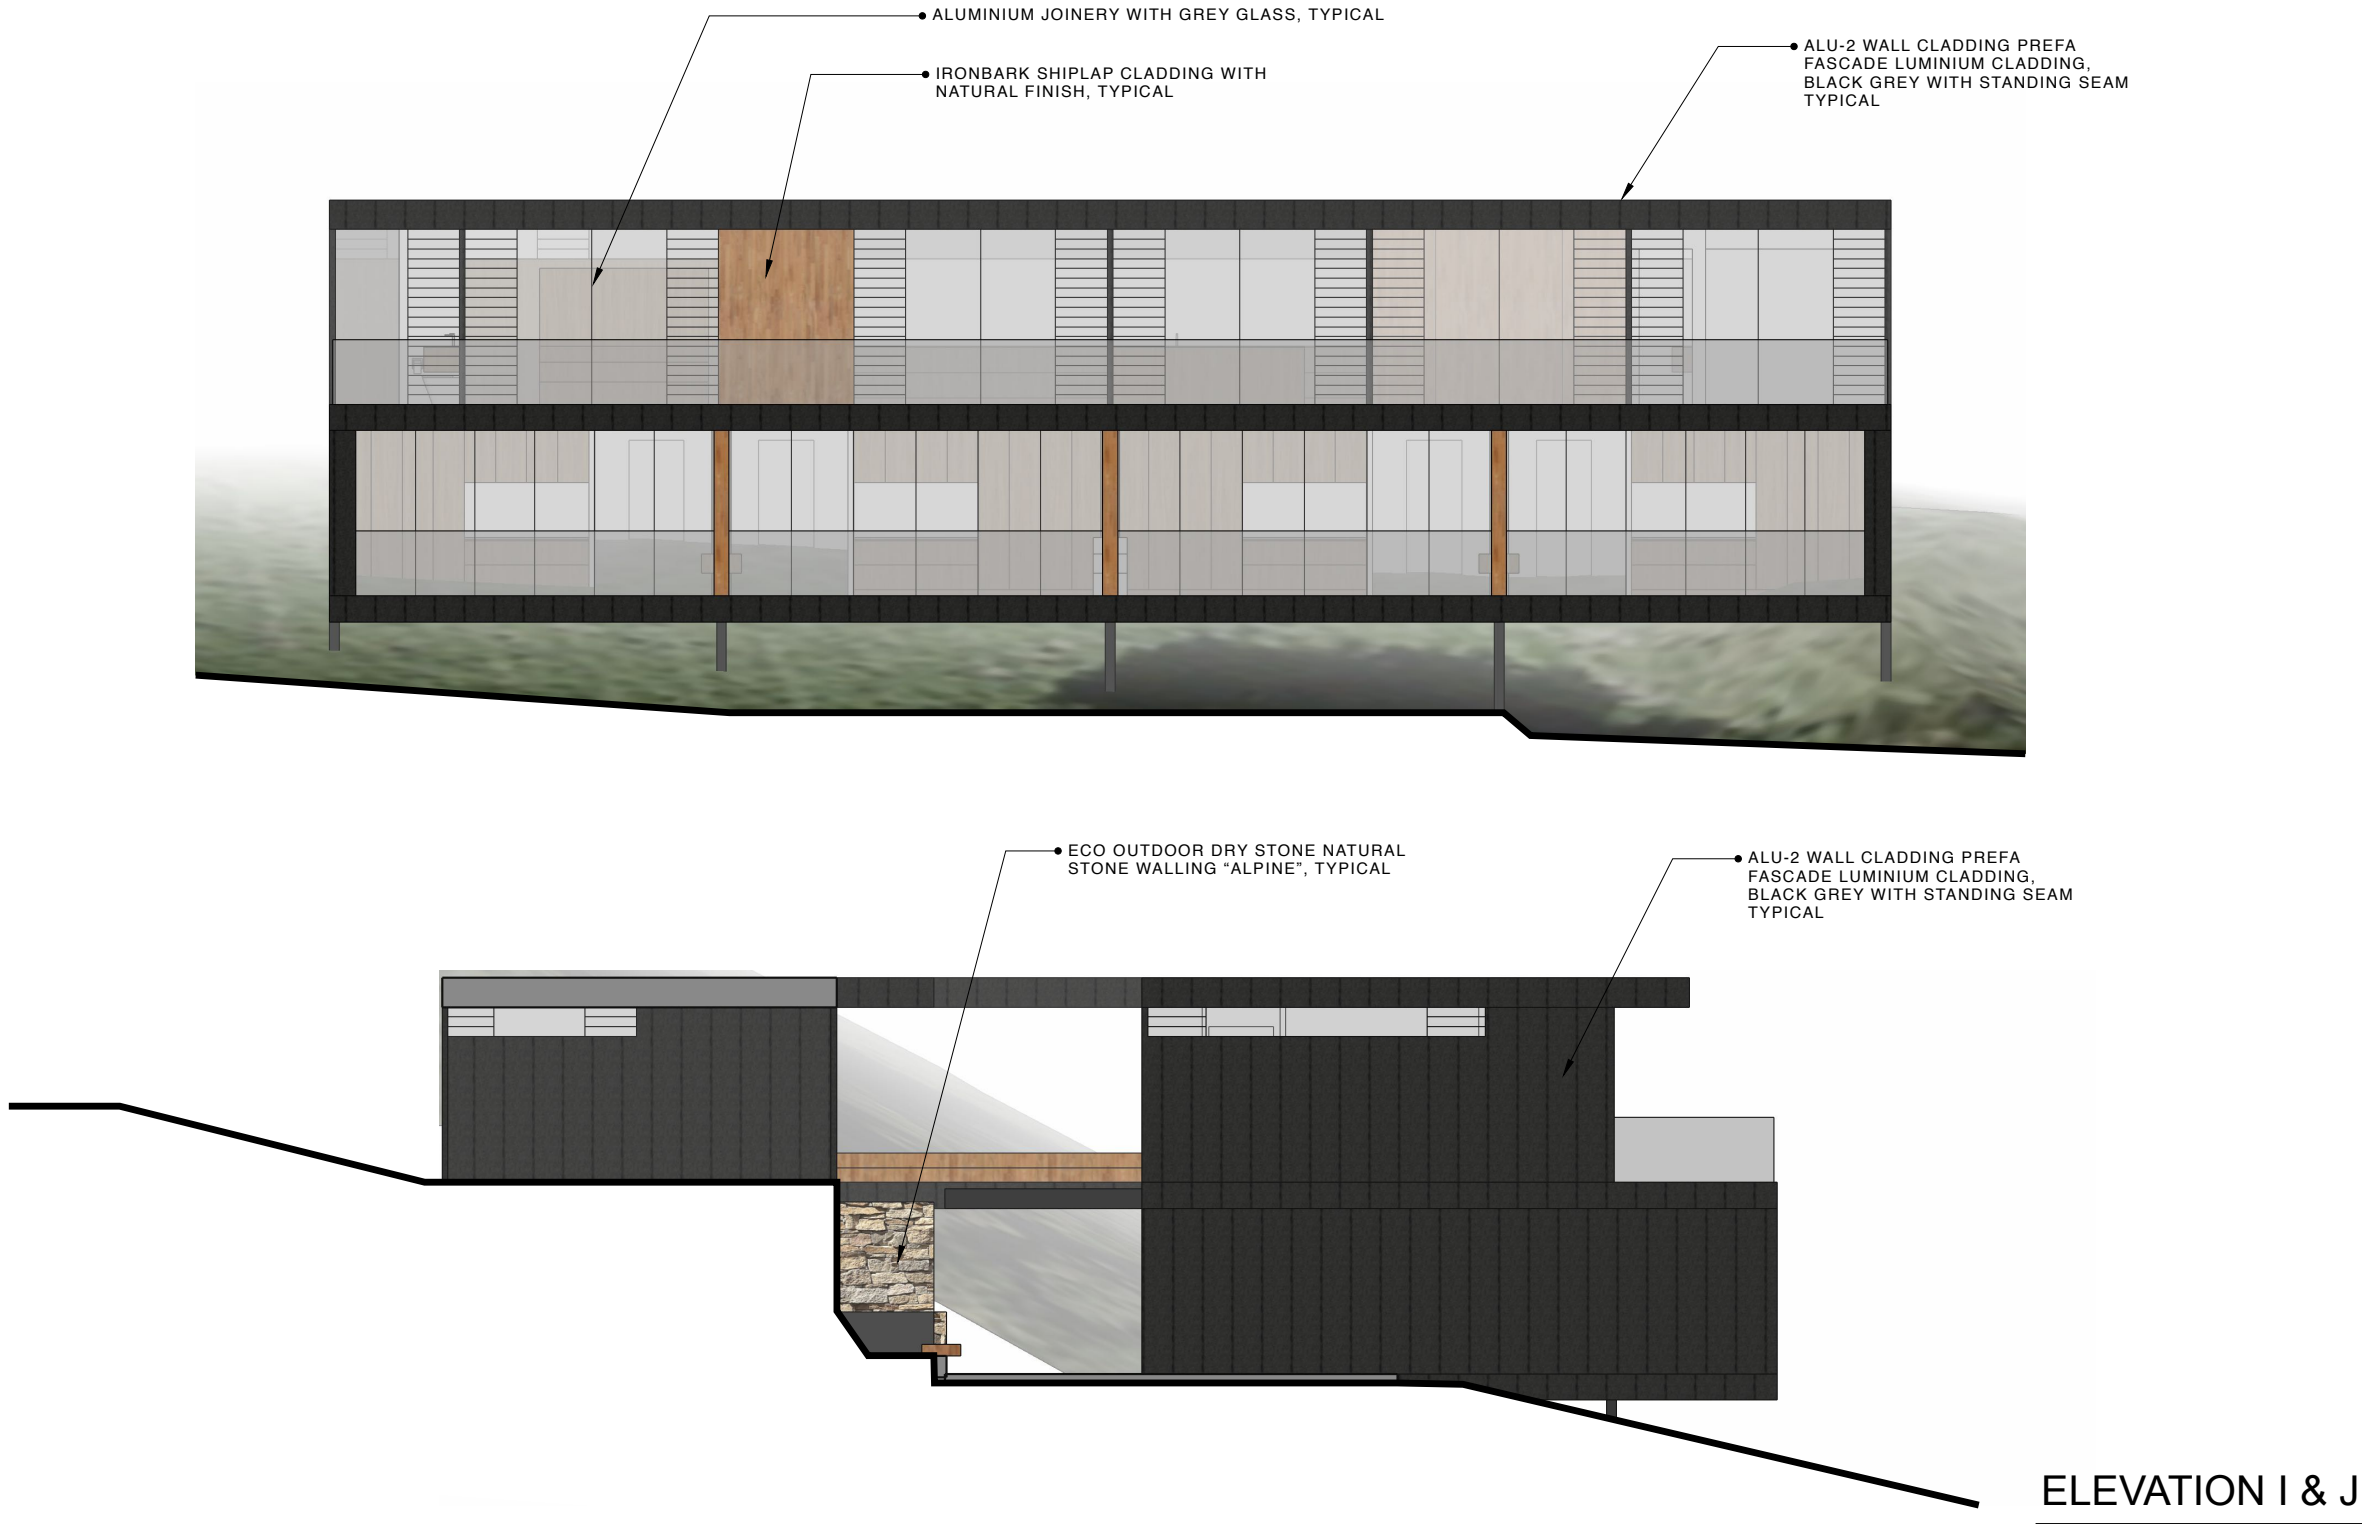 ALUMINIUM JOINERY WITH GREY GLASS, TYPICAL
IRONBARK SHIPLAP CLADDING WITH
NATURAL FINISH, TYPICAL
ALU-2 WALL CLADDING PREFA
FASCADE LUMINIUM CLADDING,
BLACK GREY WITH STANDING SEAM
TYPICAL
ECO OUTDOOR DRY STONE NATURAL
STONE WALLING “ALPINE”, TYPICAL
ALU-2 WALL CLADDING PREFA
FASCADE LUMINIUM CLADDING,
BLACK GREY WITH STANDING SEAM
TYPICAL
ELEVATION I & J